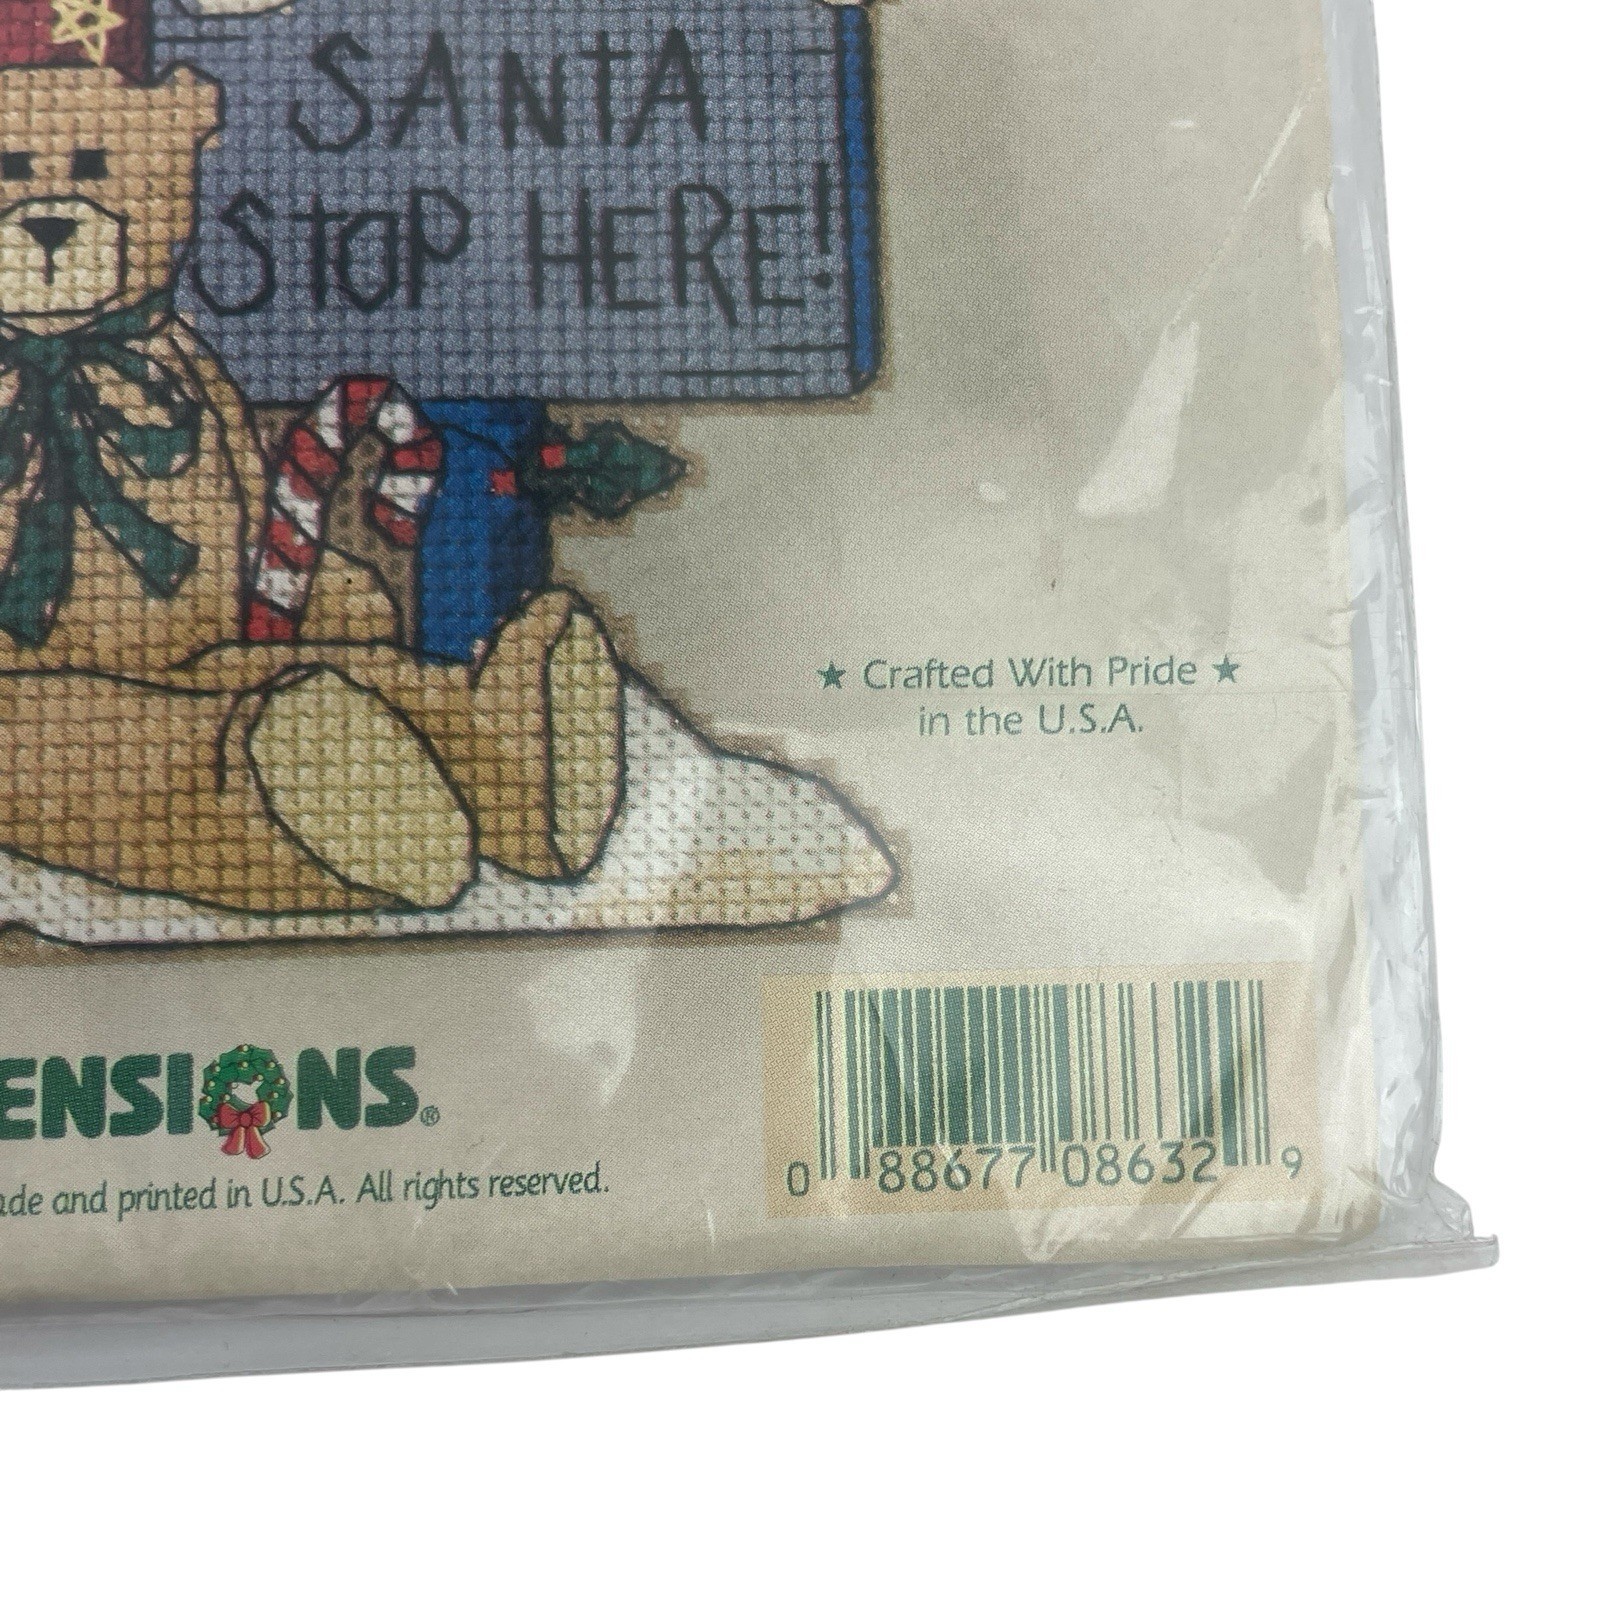 SANTA
STOP HERE!
★ Crafted With Pride ★
in the U.S.A.
ENSIONS®
and printed in U.S.A. All rights reserved.
0 88677 08632 9